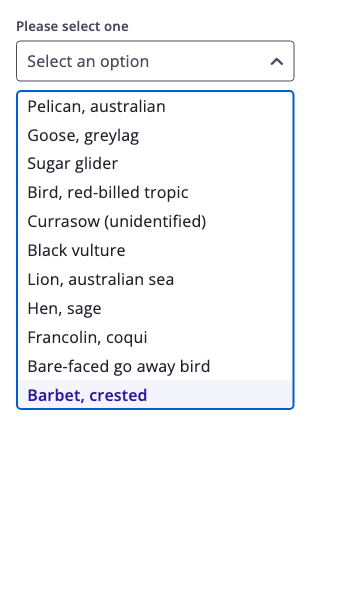 Please select one
Select an option
Pelican, australian
Goose, greylag
Sugar glider
Bird, red-billed tropic
Currasow (unidentified)
Black vulture
Lion, australian sea
Hen, sage
Francolin, coqui
Bare-faced go away bird
Barbet, crested